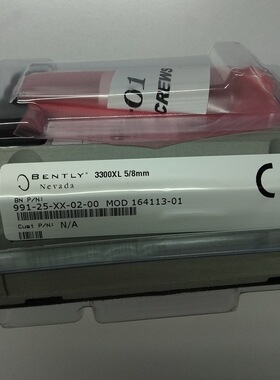 -01
CREWS
BENTLY 3300XL 5/8mm
Nevada
BN P/N:
991-25-XX-02-00 MOD 164113-01
Cust P/N: N/A